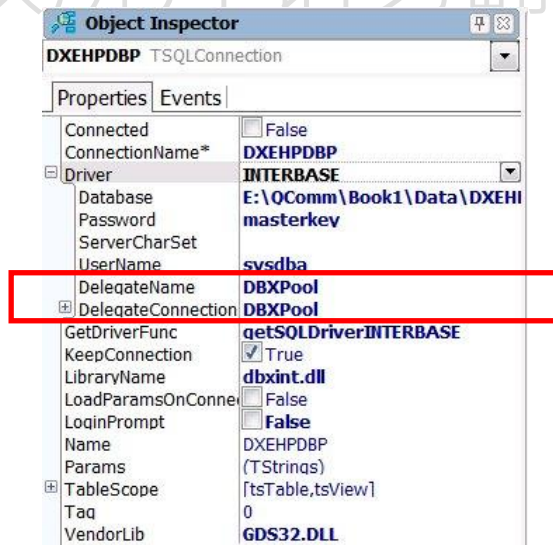 Object Inspector
DXEHPDBP TSQLConnection
Properties Events
Connected False
ConnectionName* DXEHPDBP
Driver INTERBASE
Database E:\QComm\Book1\Data\DXEHI
Password masterkey
ServerCharSet
UserName sysdba
DelegateName DBXPool
DelegateConnection DBXPool
GetDriverFunc getSQLDriverINTERBASE
KeepConnection True
LibraryName dbxint.dll
LoadParamsOnConne False
LoginPrompt False
Name DXEHPDBP
Params (TStrings)
TableScope [tsTable,tsView]
Tag 0
VendorLib GDS32.DLL